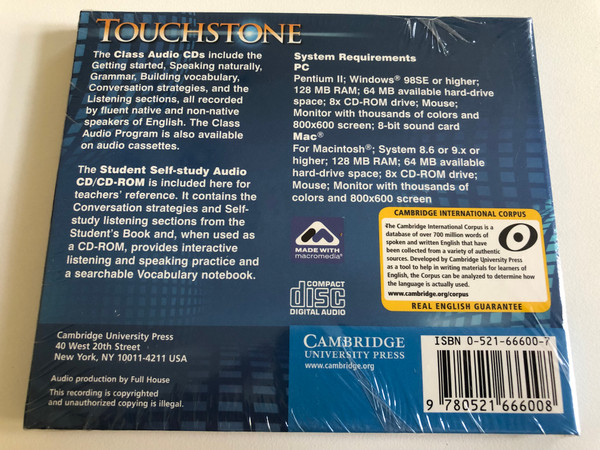 TOUCHSTONE
The Class Audio CDs include the
Getting started, Speaking naturally,
Grammar, Building vocabulary,
Conversation strategies, and the
Listening sections, all recorded
by fluent native and non-native
speakers of English. The Class
Audio Program is also available
on audio cassettes.
The Student Self-study Audio
CD/CD-ROM is included here for
teachers' reference. It contains the
Conversation strategies and Self-
study listening sections from the
Student's Book and, when used as
a CD-ROM, provides interactive
listening and speaking practice and
a searchable Vocabulary notebook.
System Requirements
PC
Pentium II; Windows® 98SE or higher;
128 MB RAM; 64 MB available hard-drive
space; 8x CD-ROM drive; Mouse;
Monitor with thousands of colors and
800x600 screen; 8-bit sound card
Mac®
For Macintosh®; System 8.6 or 9.x or
higher; 128 MB RAM; 64 MB available
hard-drive space; 8x CD-ROM drive;
Mouse; Monitor with thousands of
colors and 800x600 screen
MADE WITH
macromedia®
COMPACT
disc
DIGITAL AUDIO
CAMBRIDGE INTERNATIONAL CORPUS
The Cambridge International Corpus is a
database of over 700 million words of
spoken and written English that have
been collected from a variety of authentic
sources. Developed by Cambridge University Press
as a tool to help in writing materials for learners of
English, the Corpus can be analyzed to determine how
the language is actually used.
www.cambridge.org/corpus
REAL ENGLISH GUARANTEE
Cambridge University Press
40 West 20th Street
New York, NY 10011-4211 USA
Audio production by Full House
This recording is copyrighted
and unauthorized copying is illegal.
CAMBRIDGE
UNIVERSITY PRESS
www.cambridge.org
ISBN 0-521-66600-7
9 780521 666008